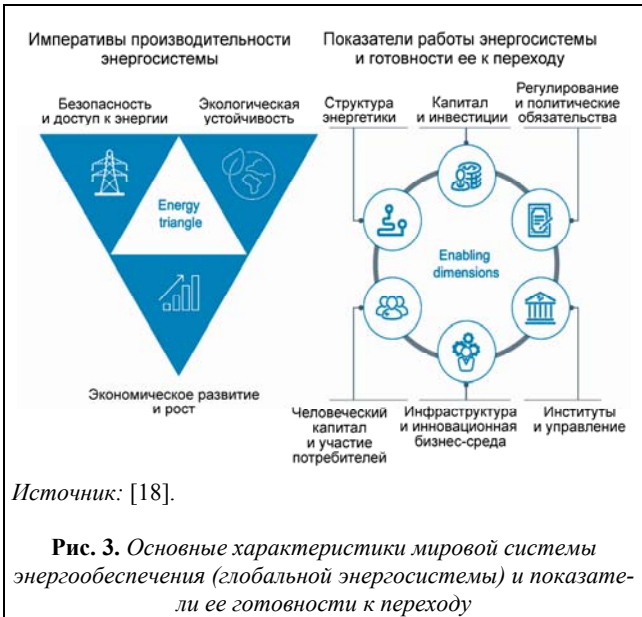 Императивы производительности
энергосистемы
Показатели работы энергосистемы
и готовности ее к переходу
Безопасность
и доступ к энергии
Экологическая
устойчивость
Energy
triangle
Экономическое развитие
и рост
Структура
энергетики
Капитал
и инвестиции
Регулирование
и политические
обязательства
Enabling
dimensions
Человеческий
капитал
и участие
потребителей
Инфраструктура
и инновационная
бизнес-среда
Институты
и управление
Источник: [18].
Рис. 3. Основные характеристики мировой системы
энергообеспечения (глобальной энергосистемы) и показате-
ли ее готовности к переходу